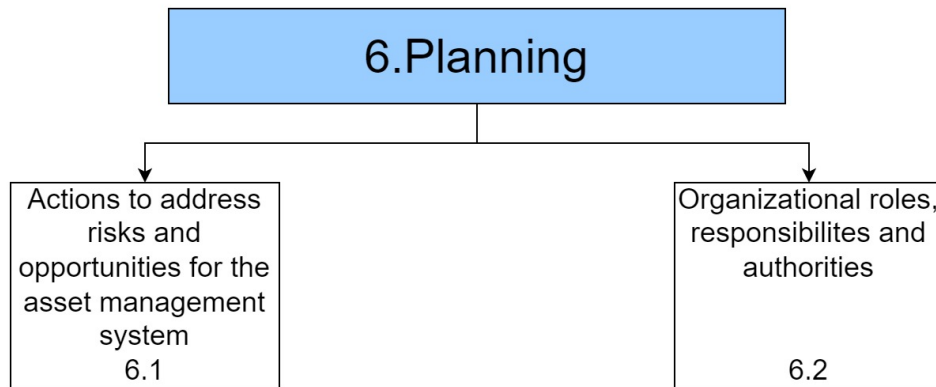 6.Planning
Actions to address
risks and
opportunities for the
asset management
system
6.1
Organizational roles,
responsibilites and
authorities
6.2